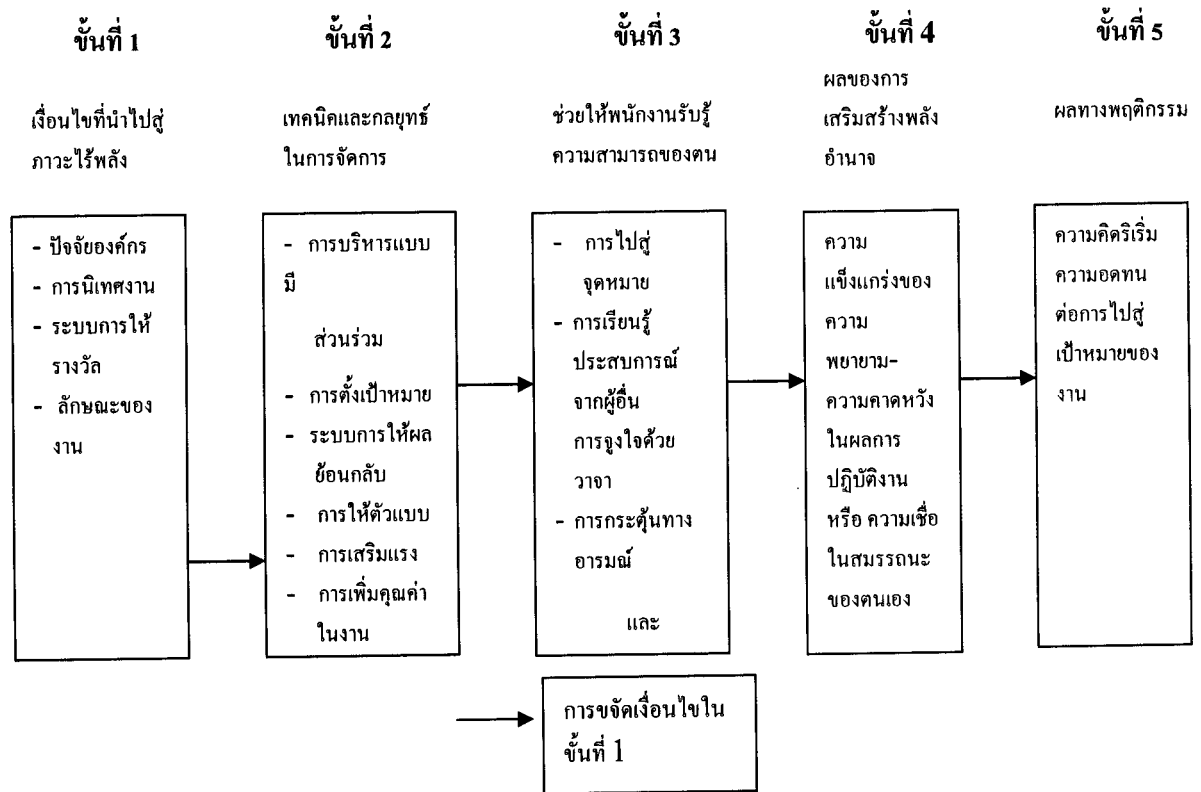 ขั้นที่ 1
ขั้นที่ 2
ขั้นที่ 3
ขั้นที่ 4
ขั้นที่ 5
เงื่อนไขที่นำไปสู่
ภาวะไร้พลัง
เทคนิคและกลยุทธ์
ในการจัดการ
ช่วยให้พนักงานรับรู้
ความสามารถของตน
ผลของการ
เสริมสร้างพลัง
อำนาจ
ผลทางพฤติกรรม
- ปัจจัยองค์กร
- การนิเทศงาน
- ระบบการให้
รางวัล
- ลักษณะของ
งาน
- การบริหารแบบ
มี
ส่วนร่วม
- การตั้งเป้าหมาย
- ระบบการให้ผล
ย้อนกลับ
- การให้ตัวแบบ
- การเสริมแรง
- การเพิ่มคุณค่า
ในงาน
- การไปสู่
จุดหมาย
- การเรียนรู้
ประสบการณ์
จากผู้อื่น
การจูงใจด้วย
วาจา
- การกระตุ้นทาง
อารมณ์
และ
ความ
แข็งแกร่งของ
ความ
พยายาม-
ความคาดหวัง
ในผลการ
ปฏิบัติงาน
หรือ ความเชื่อ
ในสมรรถนะ
ของตนเอง
ความคิดริเริ่ม
ความอดทน
ต่อการไปสู่
เป้าหมายของ
งาน
การขจัดเงื่อนไขใน
ขั้นที่ 1